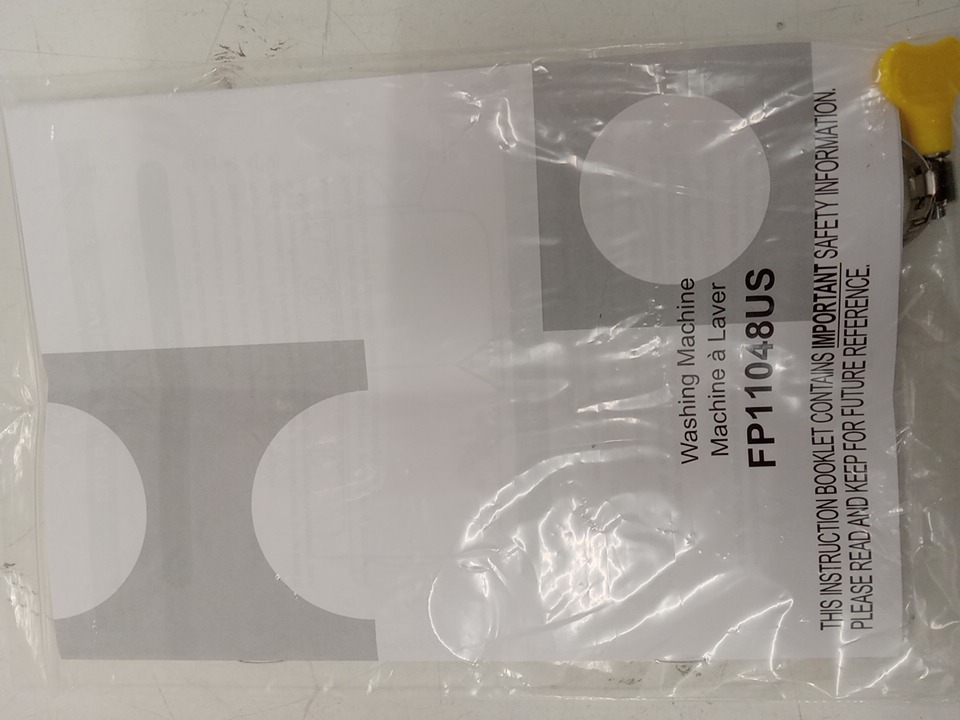 Washing Machine
Machine à Laver
FP11048US
THIS INSTRUCTION BOOKLET CONTAINS IMPORTANT SAFETY INFORMATION.
PLEASE READ AND KEEP FOR FUTURE REFERENCE.